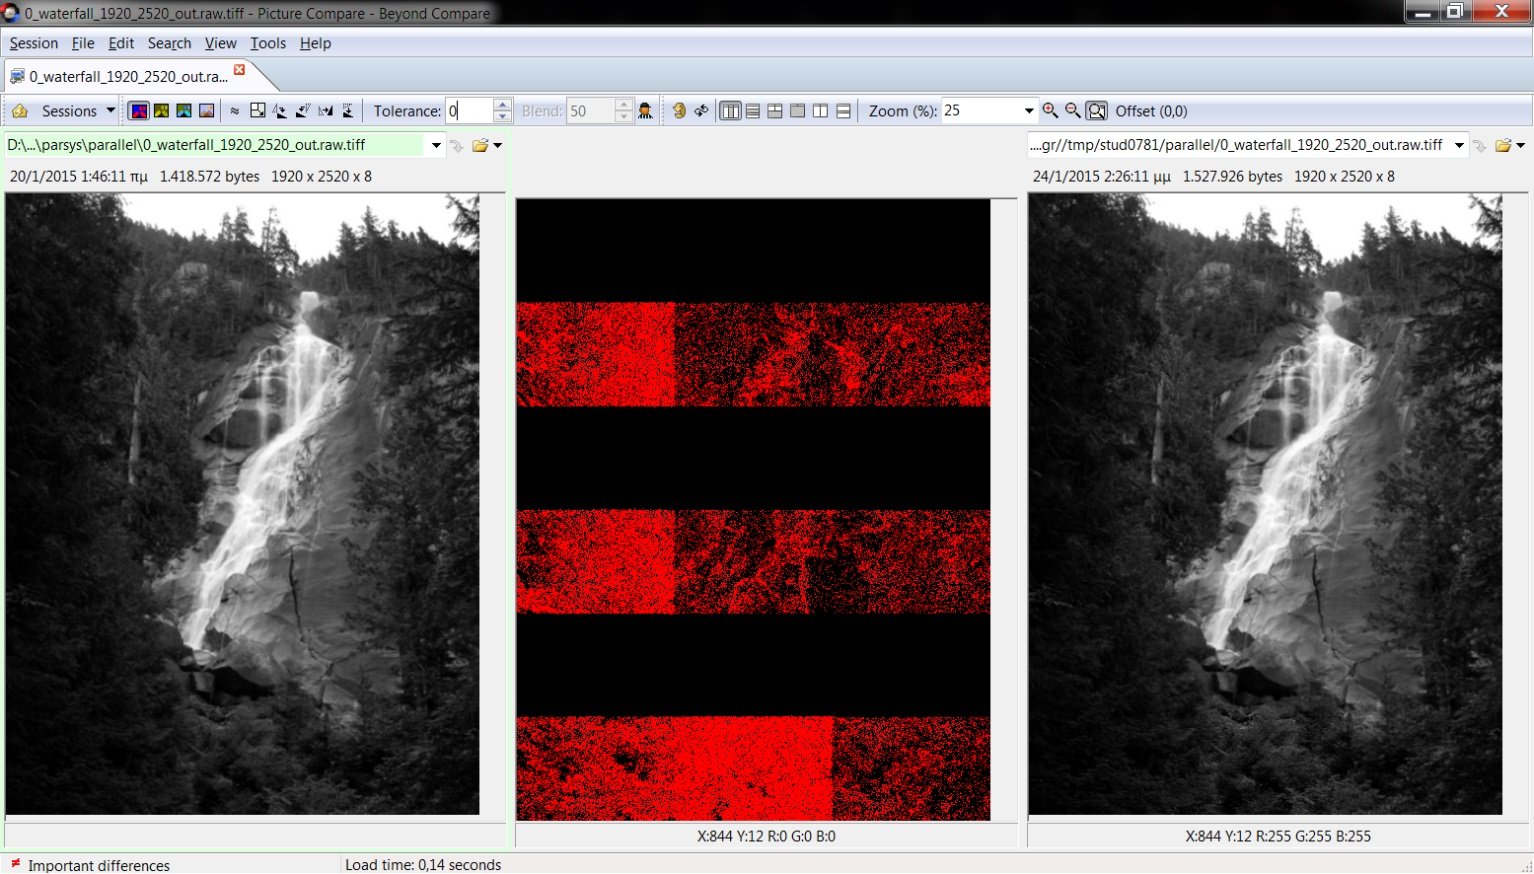 0_waterfall_1920_2520_out.raw.tiff - Picture Compare - Beyond Compare
Session File Edit Search View Tools Help
0_waterfall_1920_2520_out.ra...
Sessions Tolerance: 0 Blend: 50 Zoom (%): 25 Offset (0,0)
D:\...\parsys\parallel\0_waterfall_1920_2520_out.raw.tiff
20/1/2015 1:46:11 πμ 1.418.572 bytes 1920 x 2520 x 8
....gr//tmp/stud0781/parallel/0_waterfall_1920_2520_out.raw.tiff
24/1/2015 2:26:11 μμ 1.527.926 bytes 1920 x 2520 x 8
X:844 Y:12 R:0 G:0 B:0
X:844 Y:12 R:255 G:255 B:255
Important differences
Load time: 0,14 seconds